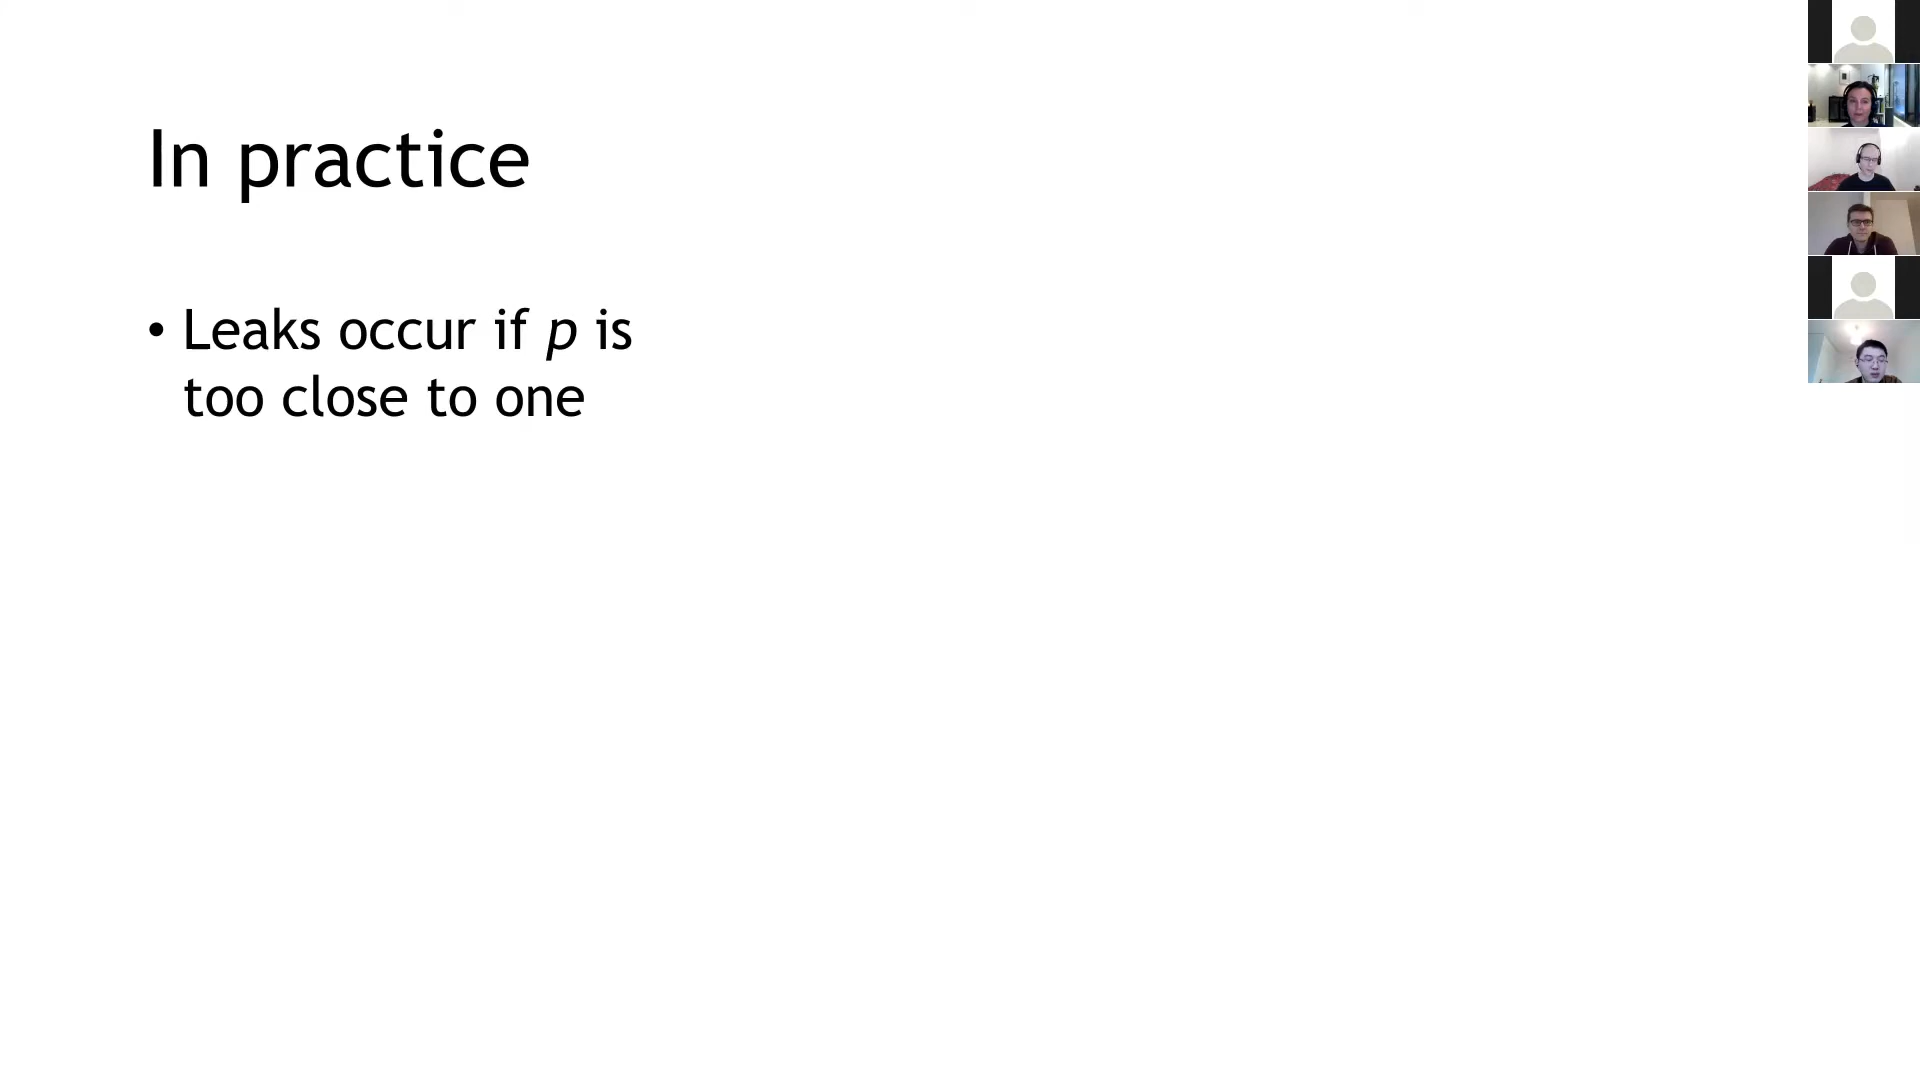 In practice
• Leaks occur if p is
too close to one